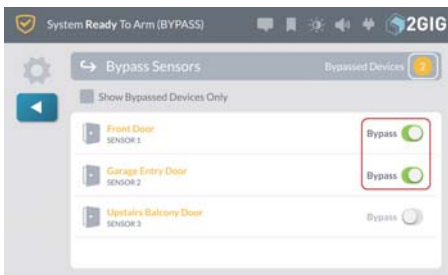 System Ready To Arm (BYPASS)
2GIG
Bypass Sensors
Bypassed Devices 2
Show Bypassed Devices Only
Front Door
SENSOR 1
Bypass
Garage Entry Door
SENSOR 2
Bypass
Upstairs Balcony Door
SENSOR 3
Bypass